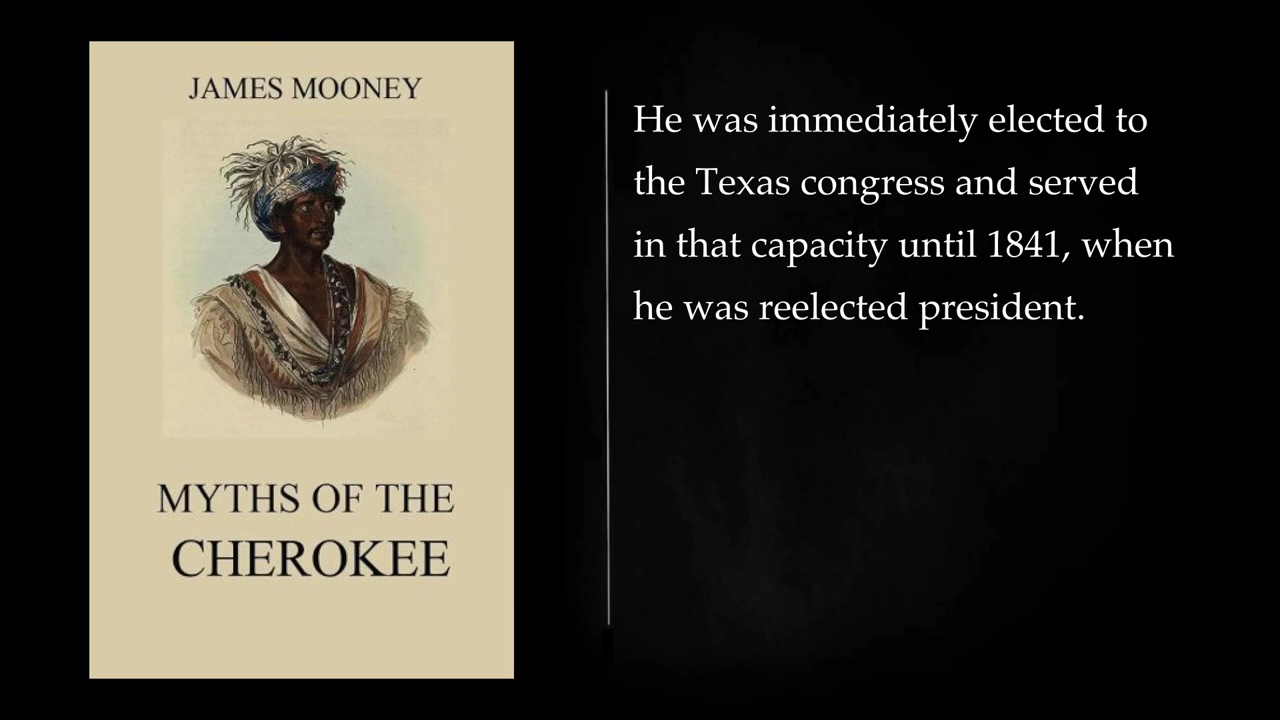 JAMES MOONEY
MYTHS OF THE
CHEROKEE
He was immediately elected to
the Texas congress and served
in that capacity until 1841, when
he was reelected president.